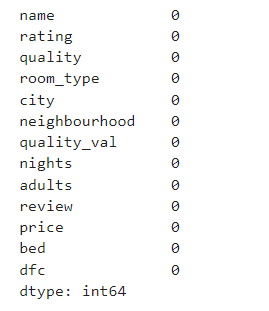 name 0
rating 0
quality 0
room_type 0
city 0
neighbourhood 0
quality_val 0
nights 0
adults 0
review 0
price 0
bed 0
dfc 0
dtype: int64